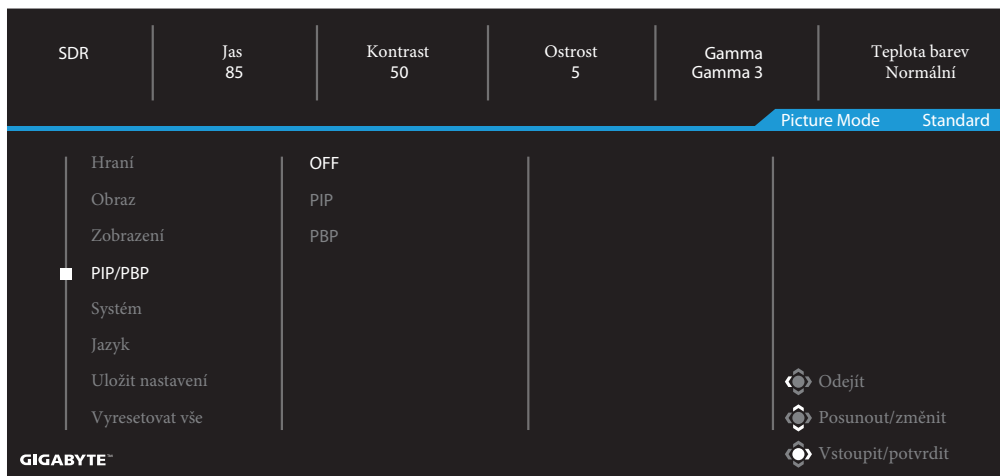 SDR
Jas
85
Kontrast
50
Ostrost
5
Gamma
Gamma 3
Teplota barev
Normální
Picture Mode Standard
Hraní
Obraz
Zobrazení
PIP/PBP
Systém
Jazyk
Uložit nastavení
Vyresetovat vše
OFF
PIP
PBP
Odejít
Posunout/změnit
Vstoupit/potvrdit
GIGABYTE™